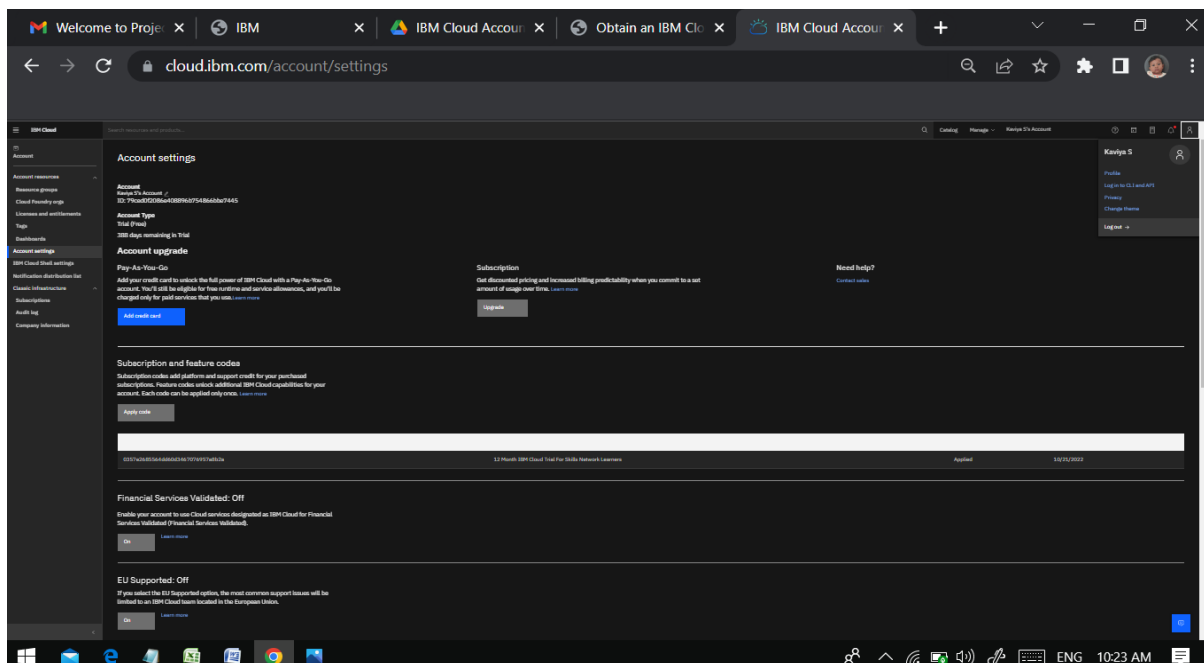 Welcome to Projec
IBM
IBM Cloud Accoun
Obtain an IBM Clo
IBM Cloud Accoun
cloud.ibm.com/account/settings
IBM Cloud
Search resources and products...
Catalog
Manage
Kaviya S's Account
Account
Account resources
Resource groups
Cloud Foundry orgs
Licenses and entitlements
Tags
Dashboards
Account settings
IBM Cloud Shell settings
Notification distribution list
Classic infrastructure
Subscriptions
Audit log
Company information
Account settings
Account
Kaviya S's Account
Account Type
Trial (Free)
388 days remaining in Trial
Account upgrade
Pay-As-You-Go
Add your credit card to unlock the full power of IBM Cloud with a Pay-As-You-Go
account. You'll still be eligible for free runtime and service allowances, and you'll be
charged only for paid services that you use. Learn more
Add credit card
Subscription
Get discounted pricing and increased billing predictability when you commit to a set
amount of usage over time. Learn more
Upgrade
Need help?
Contact sales
Kaviya S
Profile
Log in to CLI and API
Privacy
Change theme
Log out →
Subscription and feature codes
Subscription codes add platform and support credit for your purchased
subscriptions. Feature codes unlock additional IBM Cloud capabilities for your
account. Each code can be applied only once. Learn more
Apply code
12 Month IBM Cloud Trial For Skills Network Learners
Applied
10/21/2022
Financial Services Validated: Off
Enable your account to use Cloud services designated as IBM Cloud for Financial
Services Validated (Financial Services Validated).
On
Learn more
EU Supported: Off
If you select the EU Supported option, the most common support issues will be
limited to an IBM Cloud team located in the European Union.
On
Learn more
ENG
10:23 AM